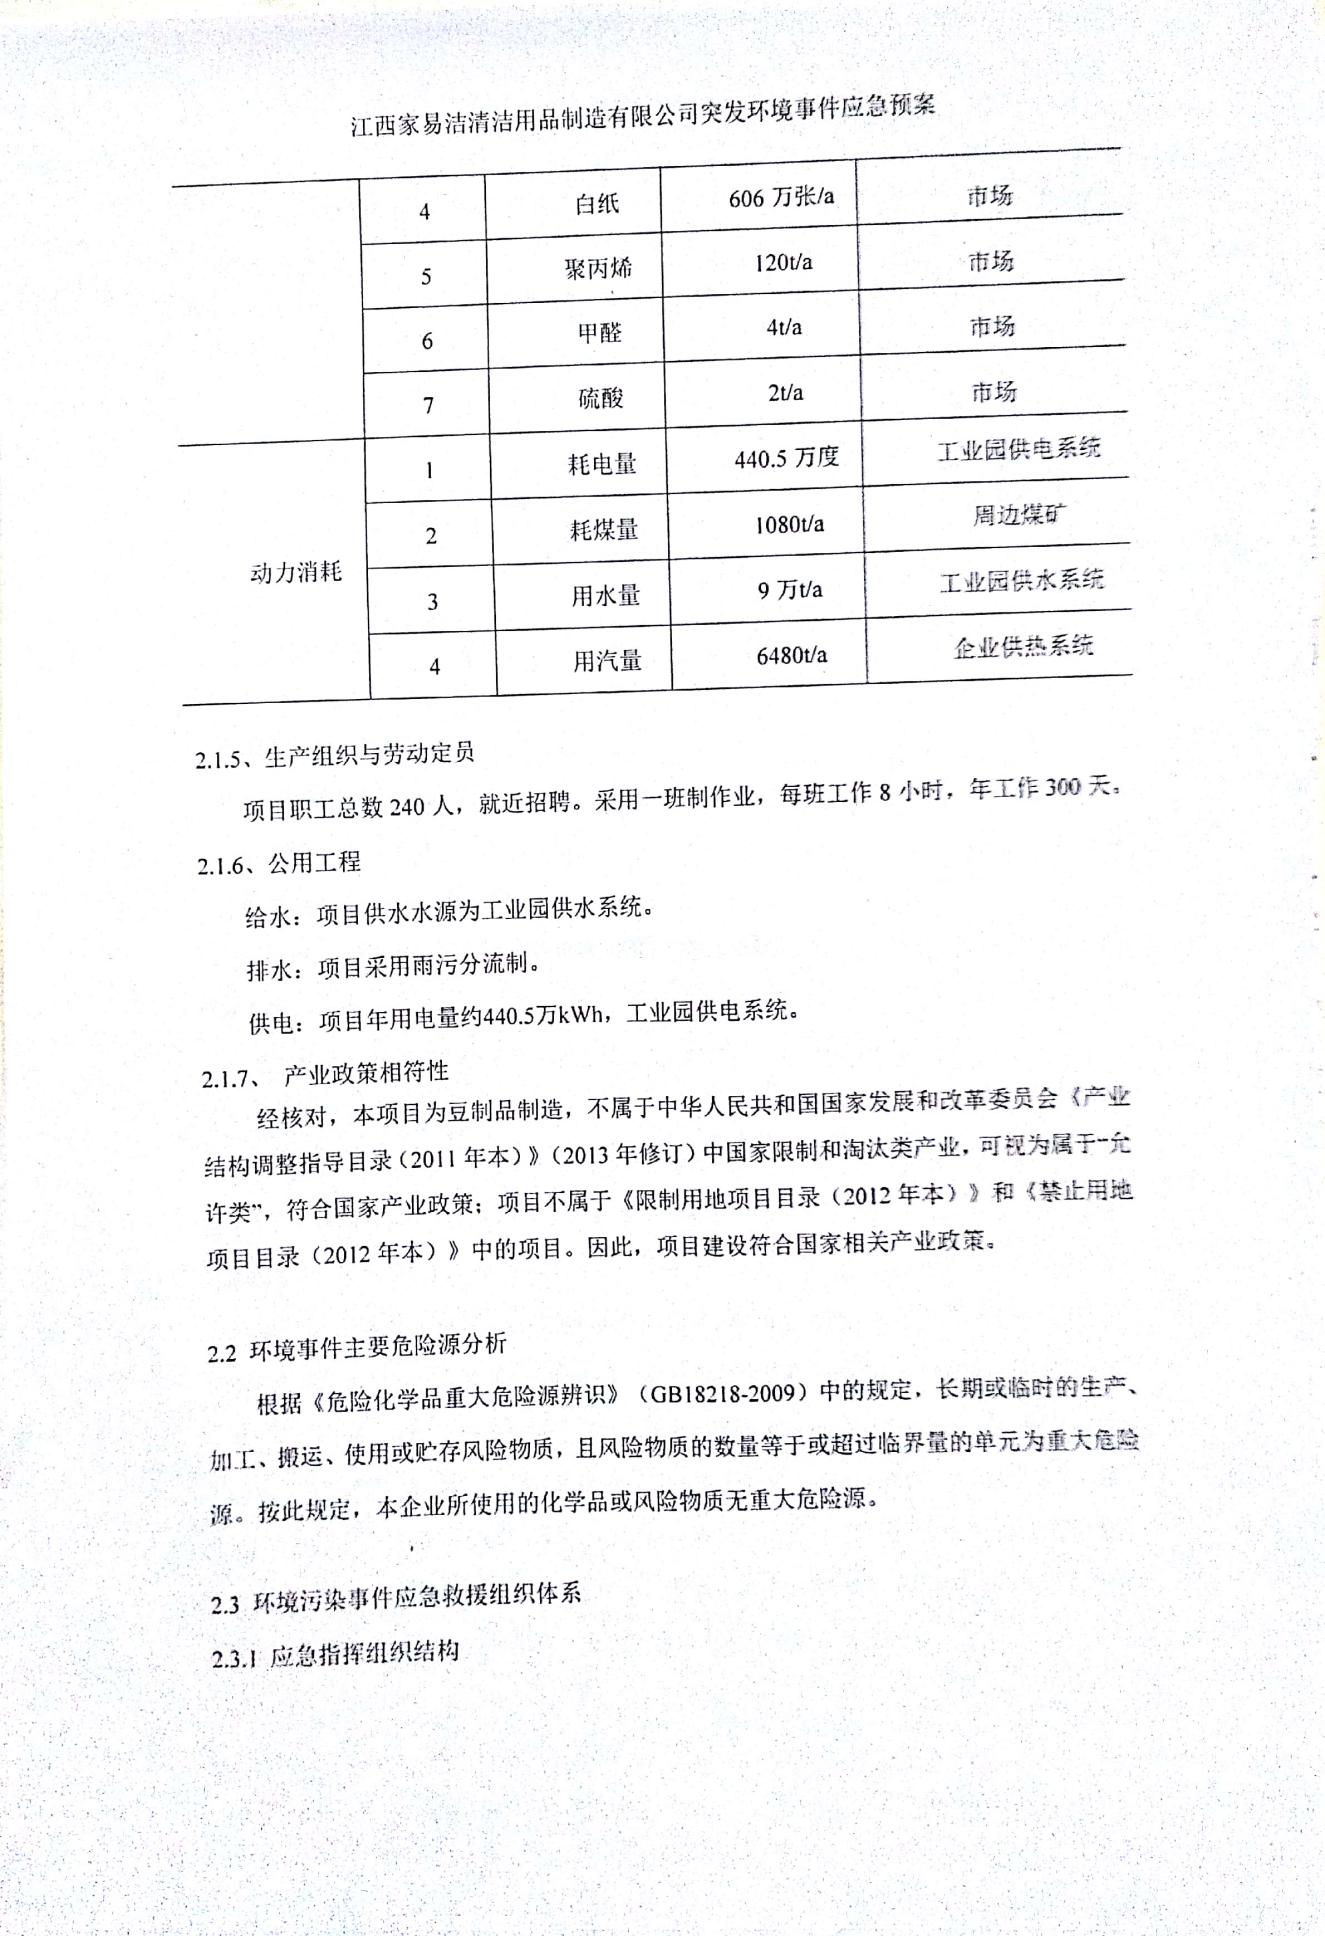 江西家易洁清洁用品制造有限公司突发环境事件应急预案
4 白纸 606 万张/a 市场
5 聚丙烯 120t/a 市场
6 甲醛 4t/a 市场
7 硫酸 2t/a 市场
动力消耗
1 耗电量 440.5 万度 工业园供电系统
2 耗煤量 1080t/a 周边煤矿
3 用水量 9 万t/a 工业园供水系统
4 用汽量 6480t/a 企业供热系统
2.1.5、生产组织与劳动定员
项目职工总数 240 人，就近招聘。采用一班制作业，每班工作 8 小时，年工作 300 天。
2.1.6、公用工程
给水：项目供水水源为工业园供水系统。
排水：项目采用雨污分流制。
供电：项目年用电量约440.5万kWh，工业园供电系统。
2.1.7、 产业政策相符性
经核对，本项目为豆制品制造，不属于中华人民共和国国家发展和改革委员会《产业
结构调整指导目录（2011 年本）》（2013 年修订）中国家限制和淘汰类产业，可视为属于“允
许类”，符合国家产业政策；项目不属于《限制用地项目目录（2012 年本）》和《禁止用地
项目目录（2012 年本）》中的项目。因此，项目建设符合国家相关产业政策。
2.2 环境事件主要危险源分析
根据《危险化学品重大危险源辨识》（GB18218-2009）中的规定，长期或临时的生产、
加工、搬运、使用或贮存风险物质，且风险物质的数量等于或超过临界量的单元为重大危险
源。按此规定，本企业所使用的化学品或风险物质无重大危险源。
2.3 环境污染事件应急救援组织体系
2.3.1 应急指挥组织结构